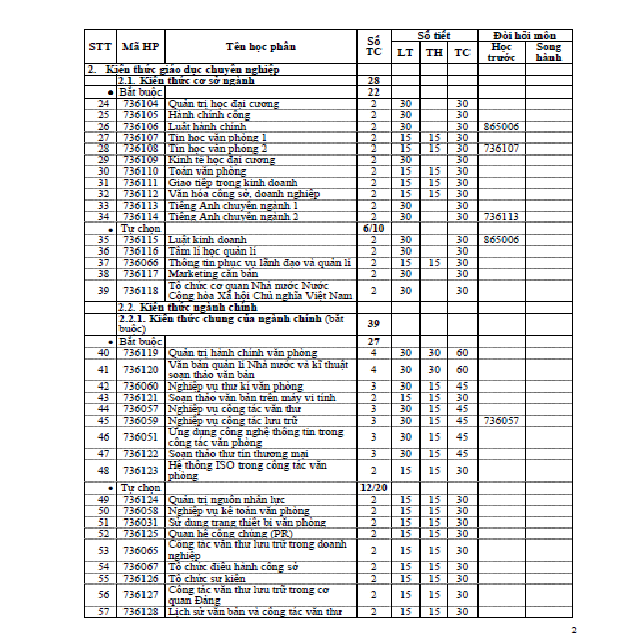 STT Mã HP Tên học phần Số TC Số tiết Đòi hỏi môn
LT TH TC Học trước Song hành
2. Kiến thức giáo dục chuyên nghiệp
2.1. Kiến thức cơ sở ngành 28
• Bắt buộc 22
24 736104 Quản trị học đại cương 2 30 30
25 736105 Hành chính công 2 30 30
26 736106 Luật hành chính 2 30 30 865006
27 736107 Tin học văn phòng 1 2 15 15 30
28 736108 Tin học văn phòng 2 2 15 15 30 736107
29 736109 Kinh tế học đại cương 2 30 30
30 736110 Toán văn phòng 2 15 15 30
31 736111 Giao tiếp trong kinh doanh 2 15 15 30
32 736112 Văn hóa công sở, doanh nghiệp 2 15 15 30
33 736113 Tiếng Anh chuyên ngành 1 2 30 30
34 736114 Tiếng Anh chuyên ngành 2 2 30 30 736113
• Tự chọn 6/10
35 736115 Luật kinh doanh 2 30 30 865006
36 736116 Tâm lí học quản lí 2 30 30
37 736066 Thông tin phục vụ lãnh đạo và quản lí 2 15 15 30
38 736117 Marketing căn bản 2 30 30
39 736118 Tổ chức cơ quan Nhà nước Nước
Cộng hòa Xã hội Chủ nghĩa Việt Nam 2 30 30
2.2. Kiến thức ngành chính
2.2.1. Kiến thức chung của ngành chính (bắt
buộc) 39
• Bắt buộc 27
40 736119 Quản trị hành chính văn phòng 4 30 30 60
41 736120 Văn bản quản lí Nhà nước và kĩ thuật
soạn thảo văn bản 4 30 30 60
42 736060 Nghiệp vụ thư kí văn phòng 3 30 15 45
43 736121 Soạn thảo văn bản trên máy vi tính 2 15 15 30
44 736057 Nghiệp vụ công tác văn thư 3 30 15 45
45 736059 Nghiệp vụ công tác lưu trữ 3 30 15 45 736057
46 736051 Ứng dụng công nghệ thông tin trong
công tác văn phòng 3 30 15 45
47 736122 Soạn thảo thư tín thương mại 3 30 15 45
48 736123 Hệ thống ISO trong công tác văn
phòng 2 15 15 30
• Tự chọn 12/20
49 736124 Quản trị nguồn nhân lực 2 15 15 30
50 736058 Nghiệp vụ kế toán văn phòng 2 15 15 30
51 736031 Sử dụng trang thiết bị văn phòng 2 15 15 30
52 736125 Quan hệ công chúng (PR) 2 15 15 30
53 736065 Công tác văn thư lưu trữ trong doanh
nghiệp 2 15 15 30
54 736067 Tổ chức điều hành công sở 2 15 15 30
55 736126 Tổ chức sự kiện 2 15 15 30
56 736127 Công tác văn thư lưu trữ trong cơ
quan Đảng 2 15 15 30
57 736128 Lịch sử văn bản và công tác văn thư 2 15 15 30
2